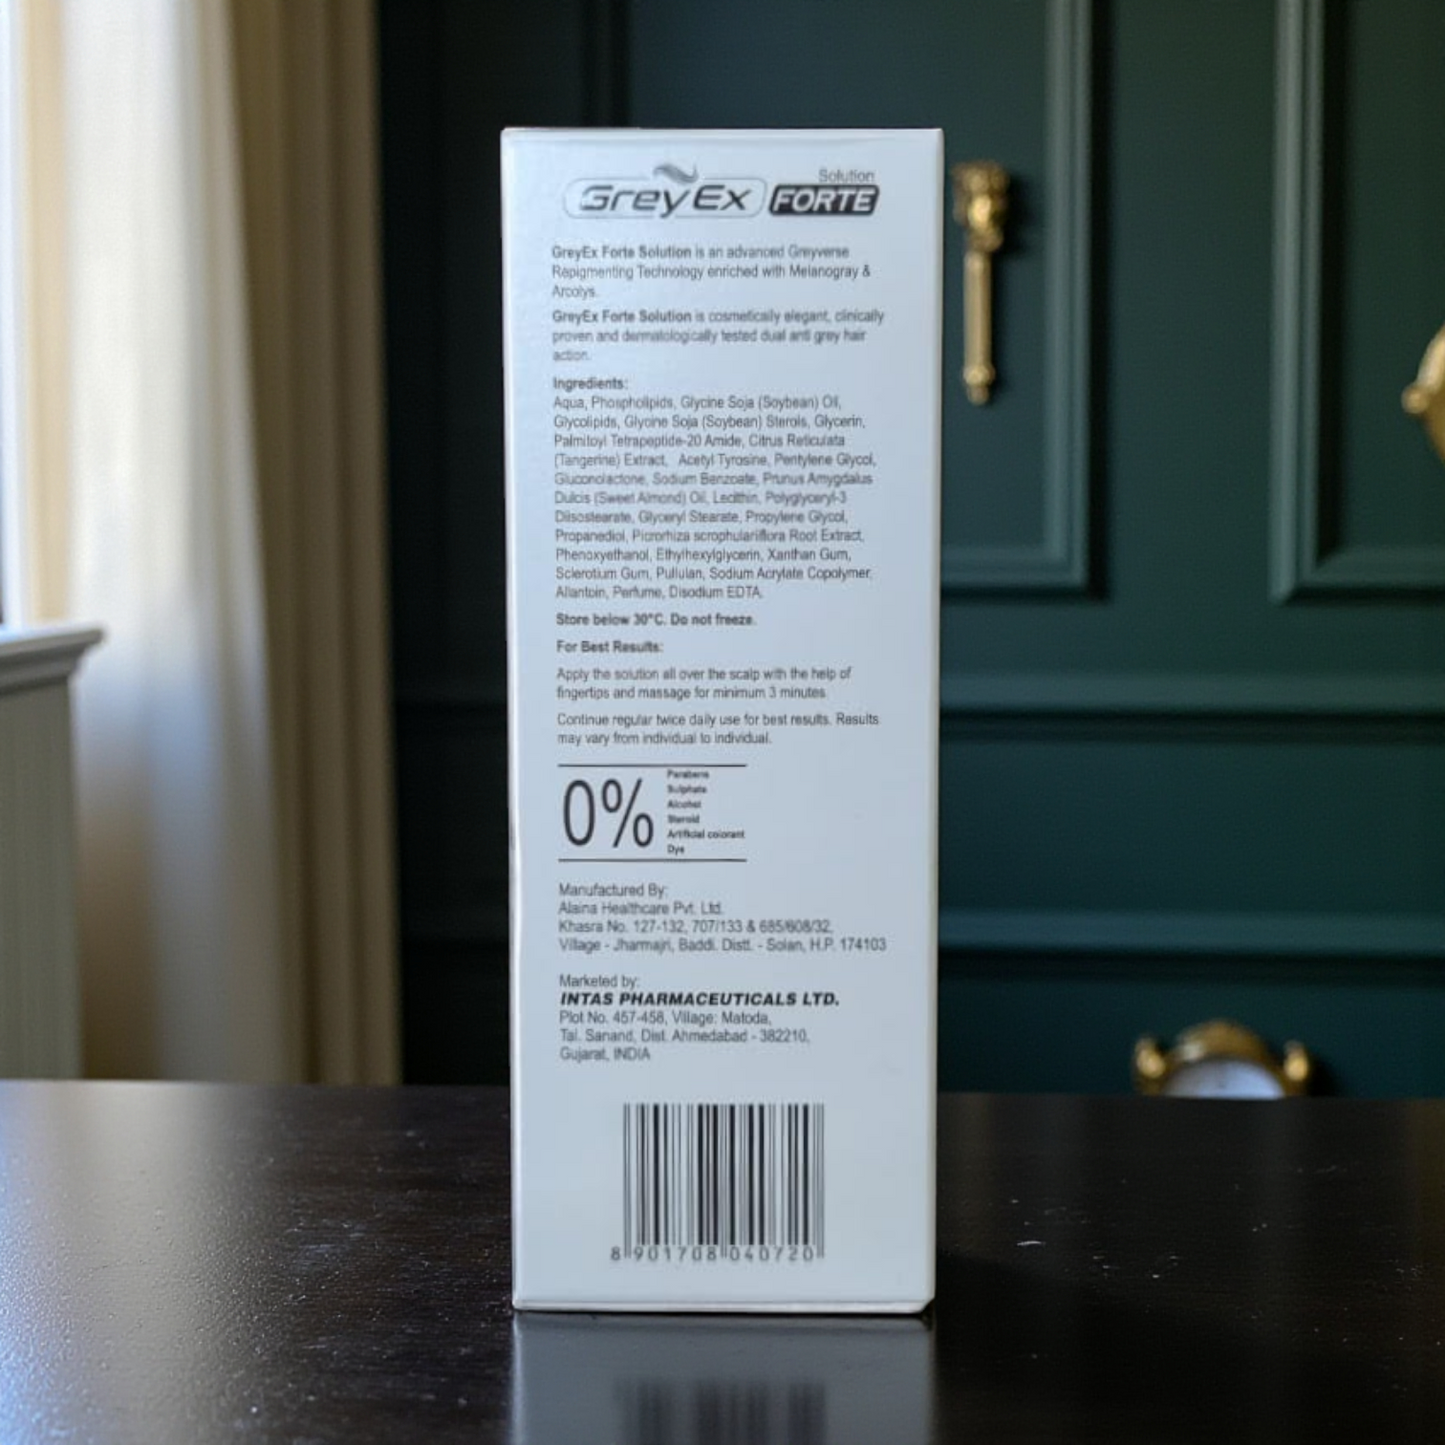 GreyEx Solution FORTE
GreyEx Forte Solution is an advanced Greyverse
Repigmenting Technology enriched with Melanogray &
Arcolys.
GreyEx Forte Solution is cosmetically elegant, clinically
proven and dermatologically tested dual anti grey hair
action.
Ingredients:
Aqua, Phospholipids, Glycine Soja (Soybean) Oil,
Glycolipids, Glycine Soja (Soybean) Sterols, Glycerin,
Palmitoyl Tetrapeptide-20 Amide, Citrus Reticulata
(Tangerine) Extract, Acetyl Tyrosine, Pentylene Glycol,
Gluconolactone, Sodium Benzoate, Prunus Amygdalus
Dulcis (Sweet Almond) Oil, Lecithin, Polyglyceryl-3
Diisostearate, Glyceryl Stearate, Propylene Glycol,
Propanediol, Picrorhiza scrophulariiflora Root Extract,
Phenoxyethanol, Ethylhexylglycerin, Xanthan Gum,
Sclerotium Gum, Pullulan, Sodium Acrylate Copolymer,
Allantoin, Perfume, Disodium EDTA.
Store below 30°C. Do not freeze.
For Best Results:
Apply the solution all over the scalp with the help of
fingertips and massage for minimum 3 minutes.
Continue regular twice daily use for best results. Results
may vary from individual to individual.
0%
Parabens
Sulphate
Alcohol
Steroid
Artificial colorant
Dye
Manufactured By:
Alaina Healthcare Pvt. Ltd.
Khasra No. 127-132, 707/133 & 685/608/32,
Village - Jharmajri, Baddi. Distt. - Solan, H.P. 174103
Marketed by:
INTAS PHARMACEUTICALS LTD.
Plot No. 457-458, Village: Matoda,
Tal. Sanand, Dist. Ahmedabad - 382210,
Gujarat, INDIA
8 901708 040720